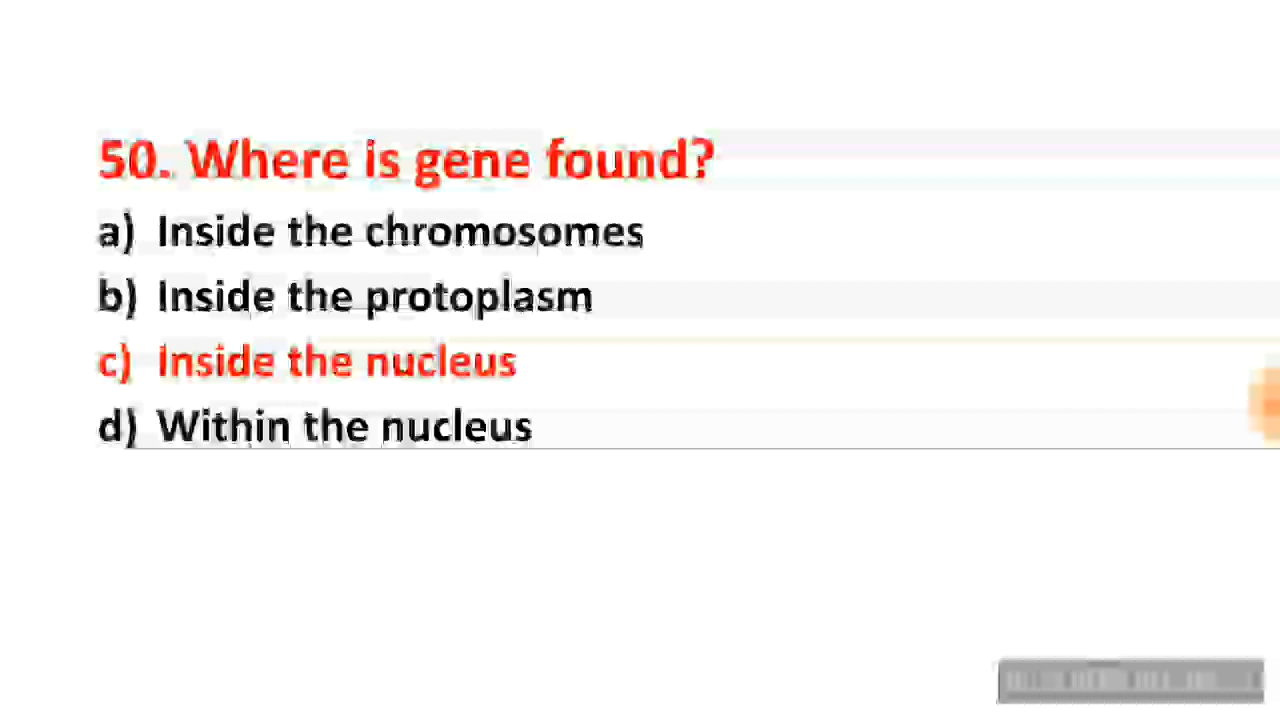 50. Where is gene found?
a) Inside the chromosomes
b) Inside the protoplasm
c) Inside the nucleus
d) Within the nucleus